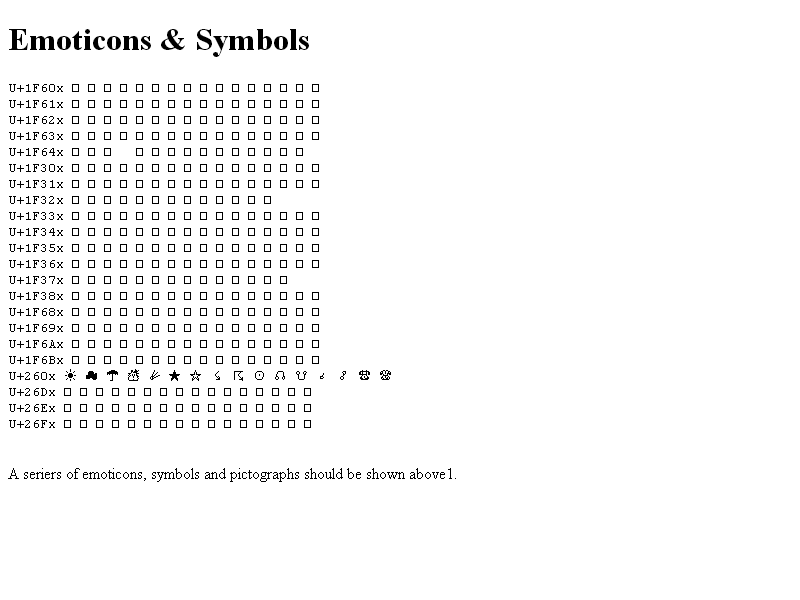 Emoticons & Symbols
U+1F60x □ □ □ □ □ □ □ □ □ □ □ □ □ □ □ □
U+1F61x □ □ □ □ □ □ □ □ □ □ □ □ □ □ □ □
U+1F62x □ □ □ □ □ □ □ □ □ □ □ □ □ □ □ □
U+1F63x □ □ □ □ □ □ □ □ □ □ □ □ □ □ □ □
U+1F64x □ □ □   □ □ □ □ □ □ □ □ □ □ □
U+1F30x □ □ □ □ □ □ □ □ □ □ □ □ □ □ □ □
U+1F31x □ □ □ □ □ □ □ □ □ □ □ □ □ □ □ □
U+1F32x □ □ □ □ □ □ □ □ □ □ □ □ □
U+1F33x □ □ □ □ □ □ □ □ □ □ □ □ □ □ □ □
U+1F34x □ □ □ □ □ □ □ □ □ □ □ □ □ □ □ □
U+1F35x □ □ □ □ □ □ □ □ □ □ □ □ □ □ □ □
U+1F36x □ □ □ □ □ □ □ □ □ □ □ □ □ □ □ □
U+1F37x □ □ □ □ □ □ □ □ □ □ □ □ □ □
U+1F38x □ □ □ □ □ □ □ □ □ □ □ □ □ □ □ □
U+1F68x □ □ □ □ □ □ □ □ □ □ □ □ □ □ □ □
U+1F69x □ □ □ □ □ □ □ □ □ □ □ □ □ □ □ □
U+1F6Ax □ □ □ □ □ □ □ □ □ □ □ □ □ □ □ □
U+1F6Bx □ □ □ □ □ □ □ □ □ □ □ □ □ □ □ □
U+260x ☀ ☁ ☂ ☃ ☄ ★ ☆ ☇ ☈ ☉ ☊ ☋ ☌ ☍ ☎ ☏
U+26Dx □ □ □ □ □ □ □ □ □ □ □ □ □ □ □ □
U+26Ex □ □ □ □ □ □ □ □ □ □ □ □ □ □ □ □
U+26Fx □ □ □ □ □ □ □ □ □ □ □ □ □ □ □ □
A seriers of emoticons, symbols and pictographs should be shown above1.